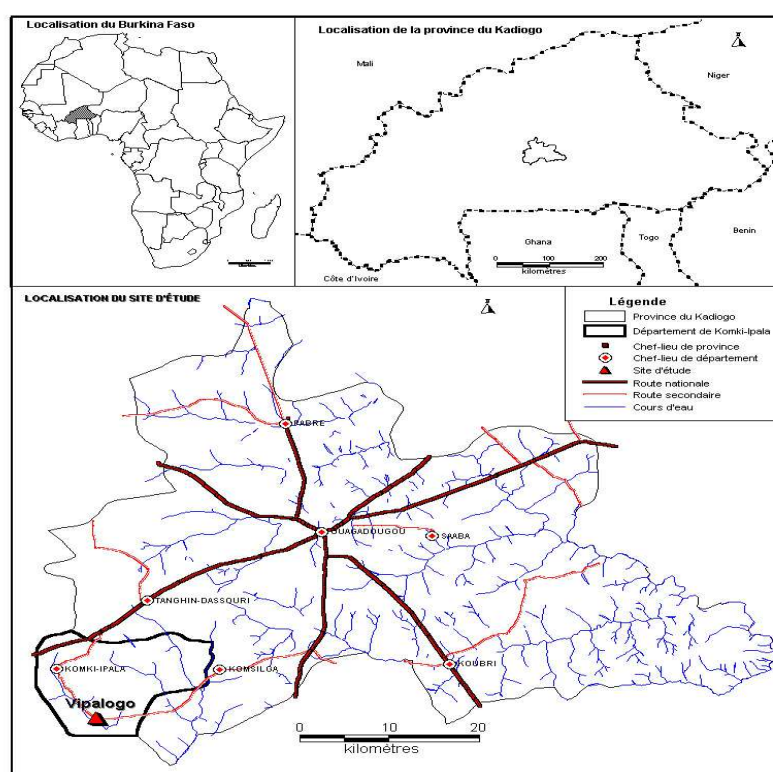 Localisation du Burkina Faso
Localisation de la province du Kadiogo
Mali
Niger
Ghana
Togo
Benin
Côte d'Ivoire
0 100 200
kilomètres
LOCALISATION DU SITE D'ÉTUDE
N
Légende
Province du Kadiogo
Département de Komki-Ipala
Chef-lieu de province
Chef-lieu de département
Site d'étude
Route nationale
Route secondaire
Cours d'eau
PABRE
OUAGADOUGOU
SAABA
TANGHIN-DASSOURI
KOMKI-IPALA
KOMSILGA
KOUBRI
Vipalogo
0 10 20
kilomètres